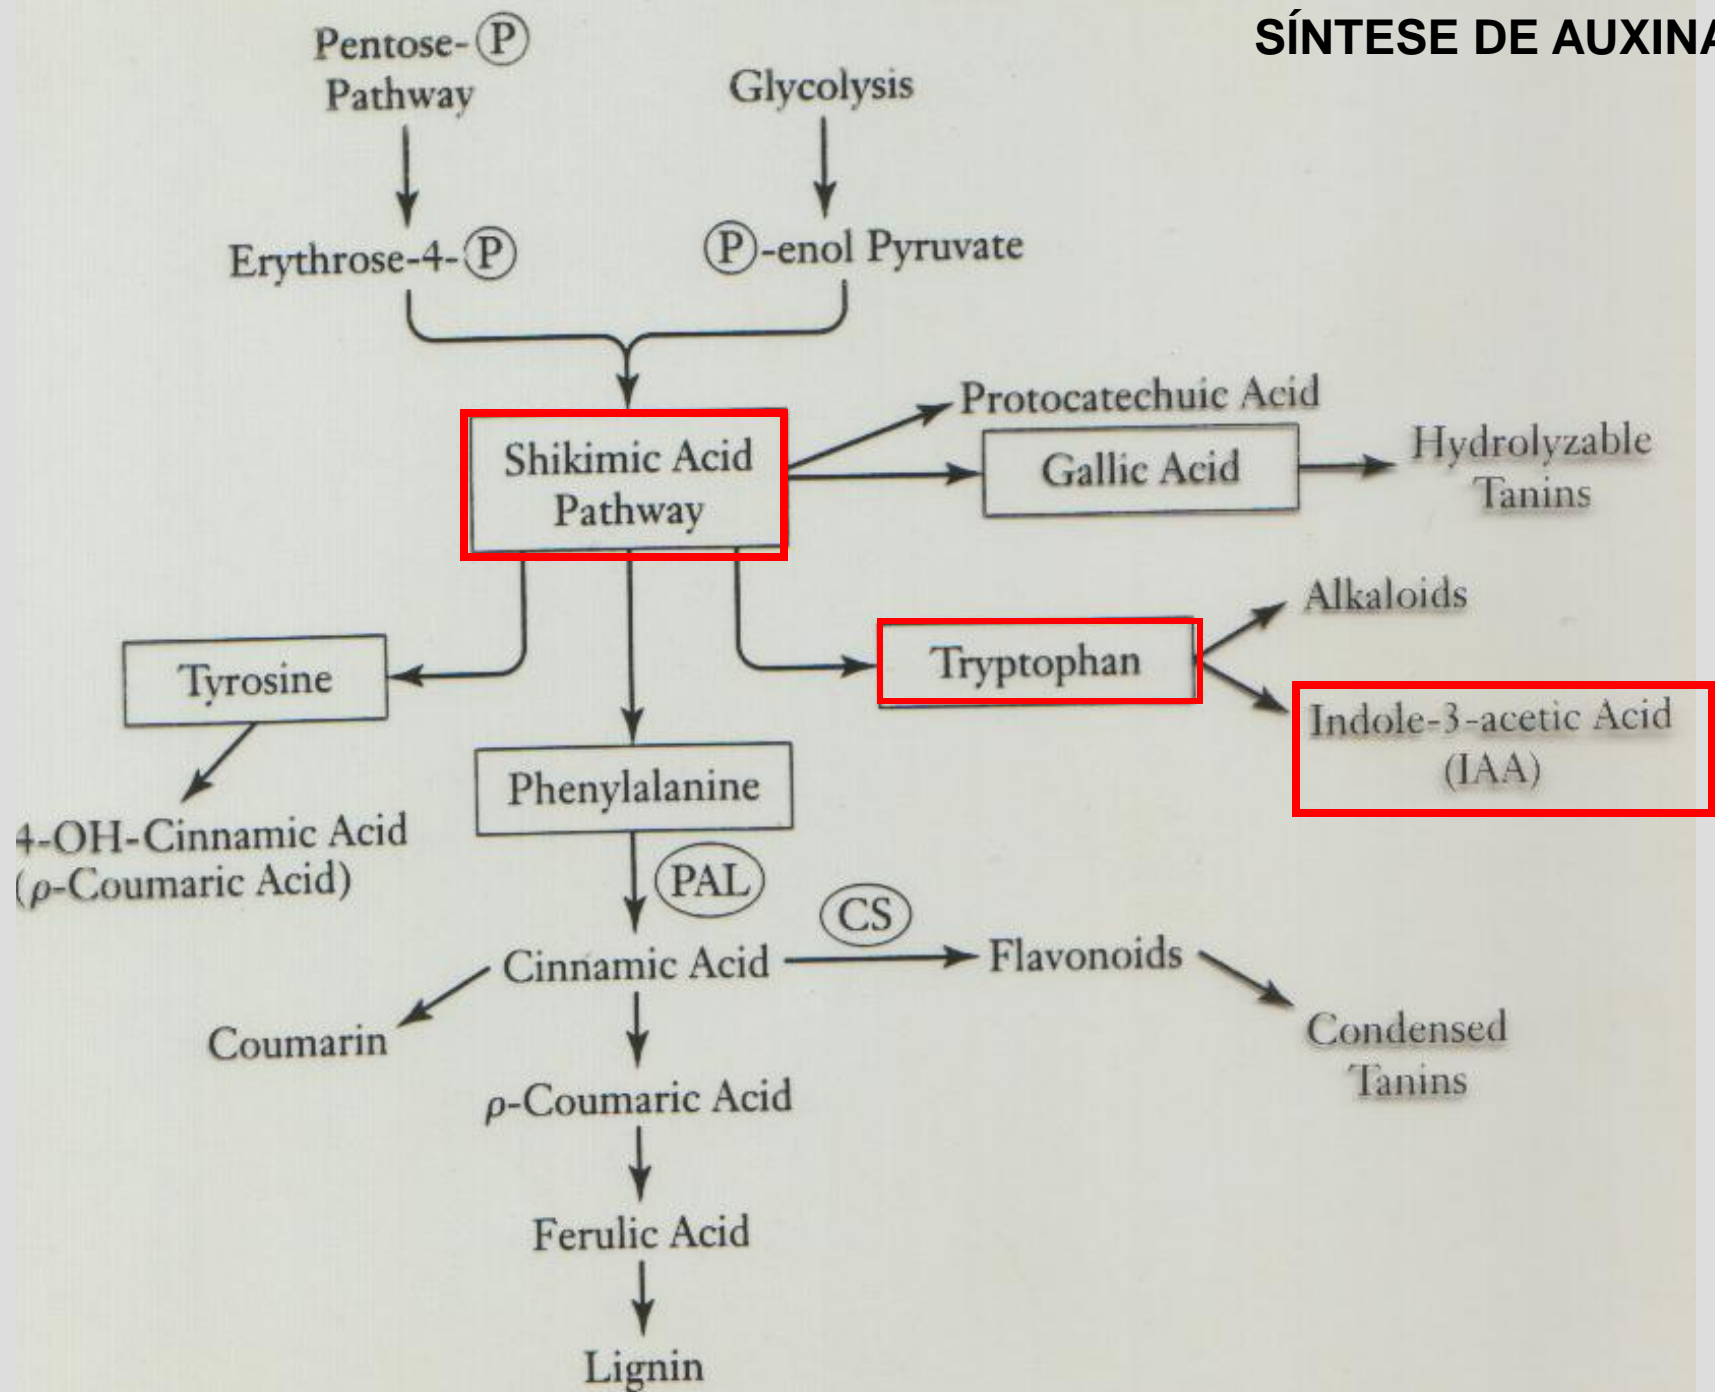 SÍNTESE DE AUXINA
Pentose-P
Pathway
Glycolysis
Erythrose-4-P
P-enol Pyruvate
Shikimic Acid
Pathway
Protocatechuic Acid
Gallic Acid
Hydrolyzable
Tanins
Alkaloids
Tyrosine
Tryptophan
Indole-3-acetic Acid
(IAA)
Phenylalanine
4-OH-Cinnamic Acid
(ρ-Coumaric Acid)
PAL
CS
Cinnamic Acid
Flavonoids
Coumarin
Condensed
Tanins
ρ-Coumaric Acid
Ferulic Acid
Lignin